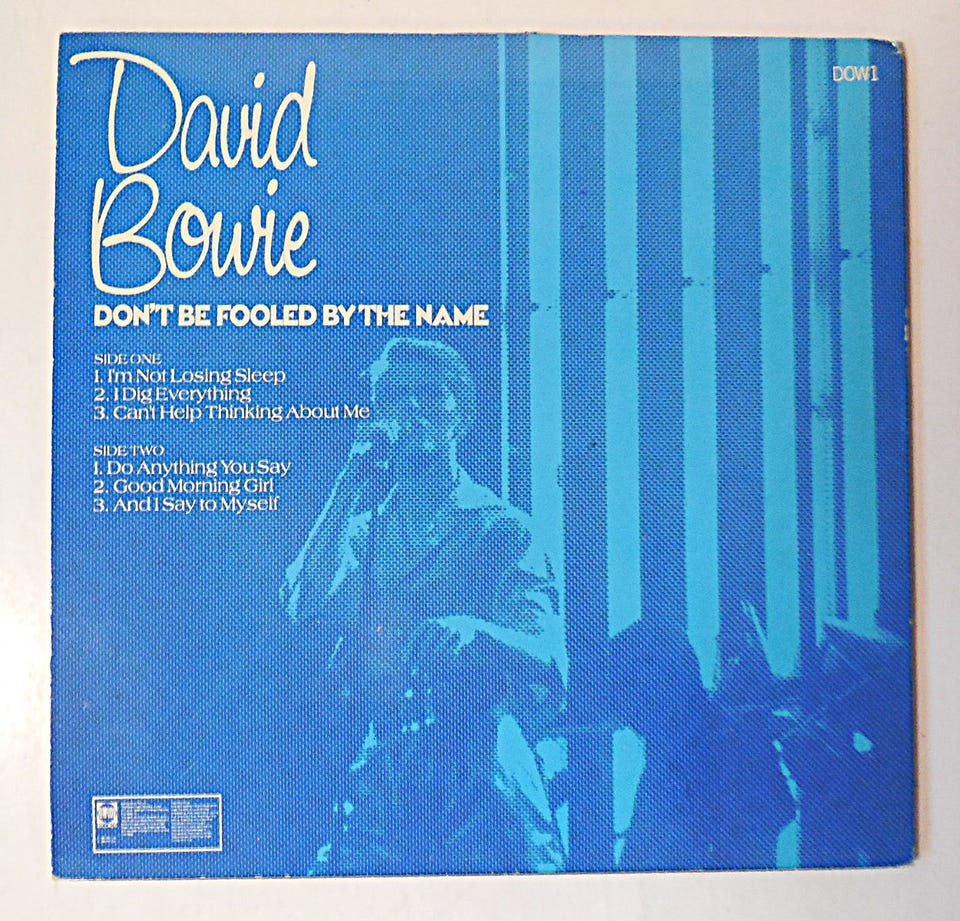 David
Bowie
DOW1
DON'T BE FOOLED BY THE NAME
SIDE ONE
1. I'm Not Losing Sleep
2. I Dig Everything
3. Can't Help Thinking About Me
SIDE TWO
1. Do Anything You Say
2. Good Morning Girl
3. And I Say to Myself